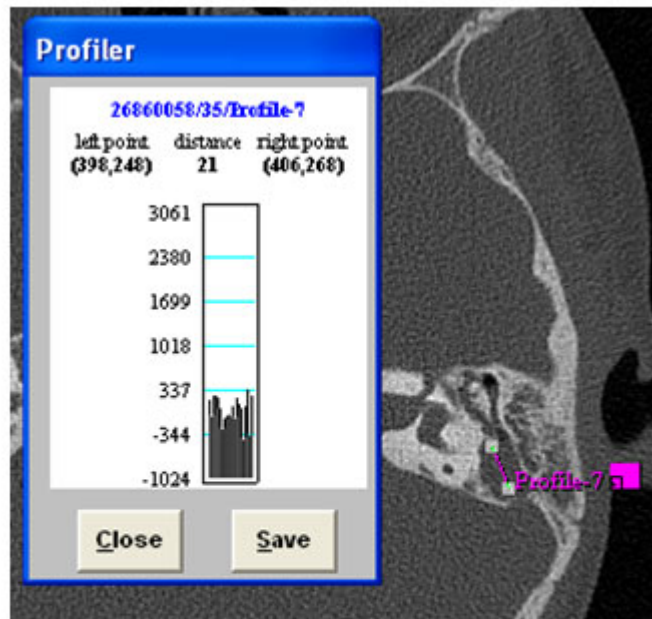 Profiler
26860058/35/Profile-7
left point distance right point
(398,248) 21 (406,268)
3061
2380
1699
1018
337
-344
-1024
Close Save
Profile-7